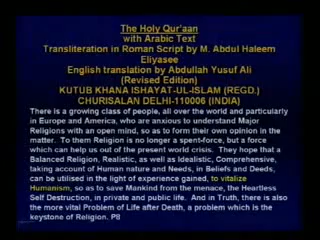 The Holy Qur'aan
with Arabic Text
Transliteration in Roman Script by M. Abdul Haleem
Eliyasee
English translation by Abdullah Yusuf Ali
(Revised Edition)
KUTUB KHANA ISHAYAT-UL-ISLAM (REGD.)
CHURISALAN DELHI-110006 (INDIA)
There is a growing class of people, all over the world and particularly
in Europe and America, who are anxious to understand Major
Religions with an open mind, so as to form their own opinion in the
matter. To them Religion is no longer a spent-force, but a force
which can help us out of the present world crisis. They hope that a
Balanced Religion, Realistic, as well as Idealistic, Comprehensive,
taking account of Human nature and Needs, in Beliefs and Deeds,
can be utilised in the light of experience gained, to vitalize
Humanism, so as to save Mankind from the menace, the Heartless
Self Destruction, in private and public life. And in Truth, there is also
the more vital Problem of Life after Death, a problem which is the
keystone of Religion. P8